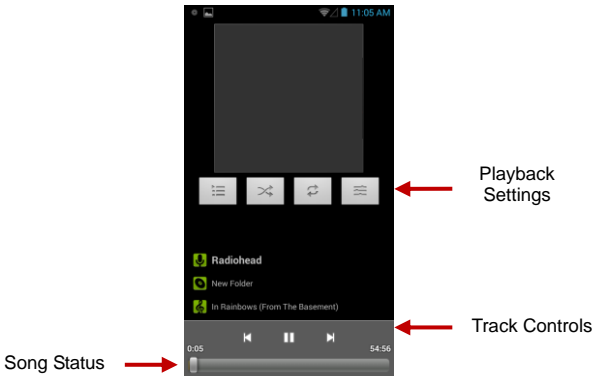 11:05 AM
Playback
Settings
Radiohead
New Folder
In Rainbows (From The Basement)
Track Controls
0:05
54:56
Song Status